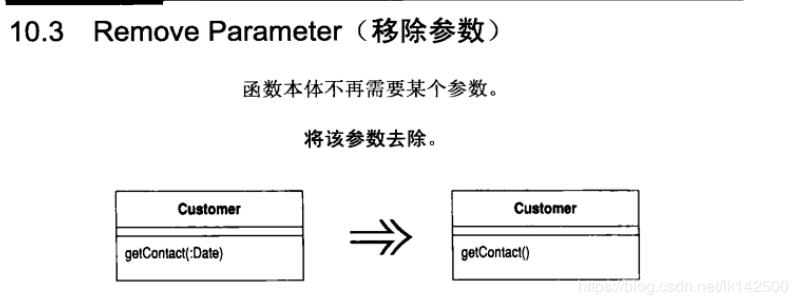 10.3 Remove Parameter（移除参数）
函数本体不再需要某个参数。
将该参数去除。
Customer
getContact(:Date)
Customer
getContact()
https://blog.csdn.net/lk142500